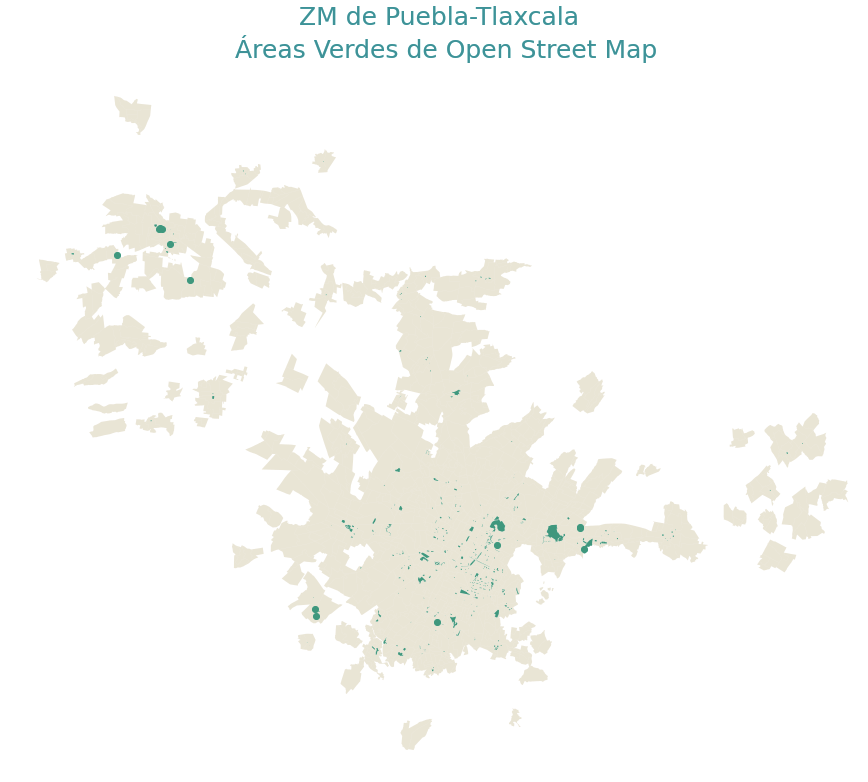 ZM de Puebla-Tlaxcala
Áreas Verdes de Open Street Map